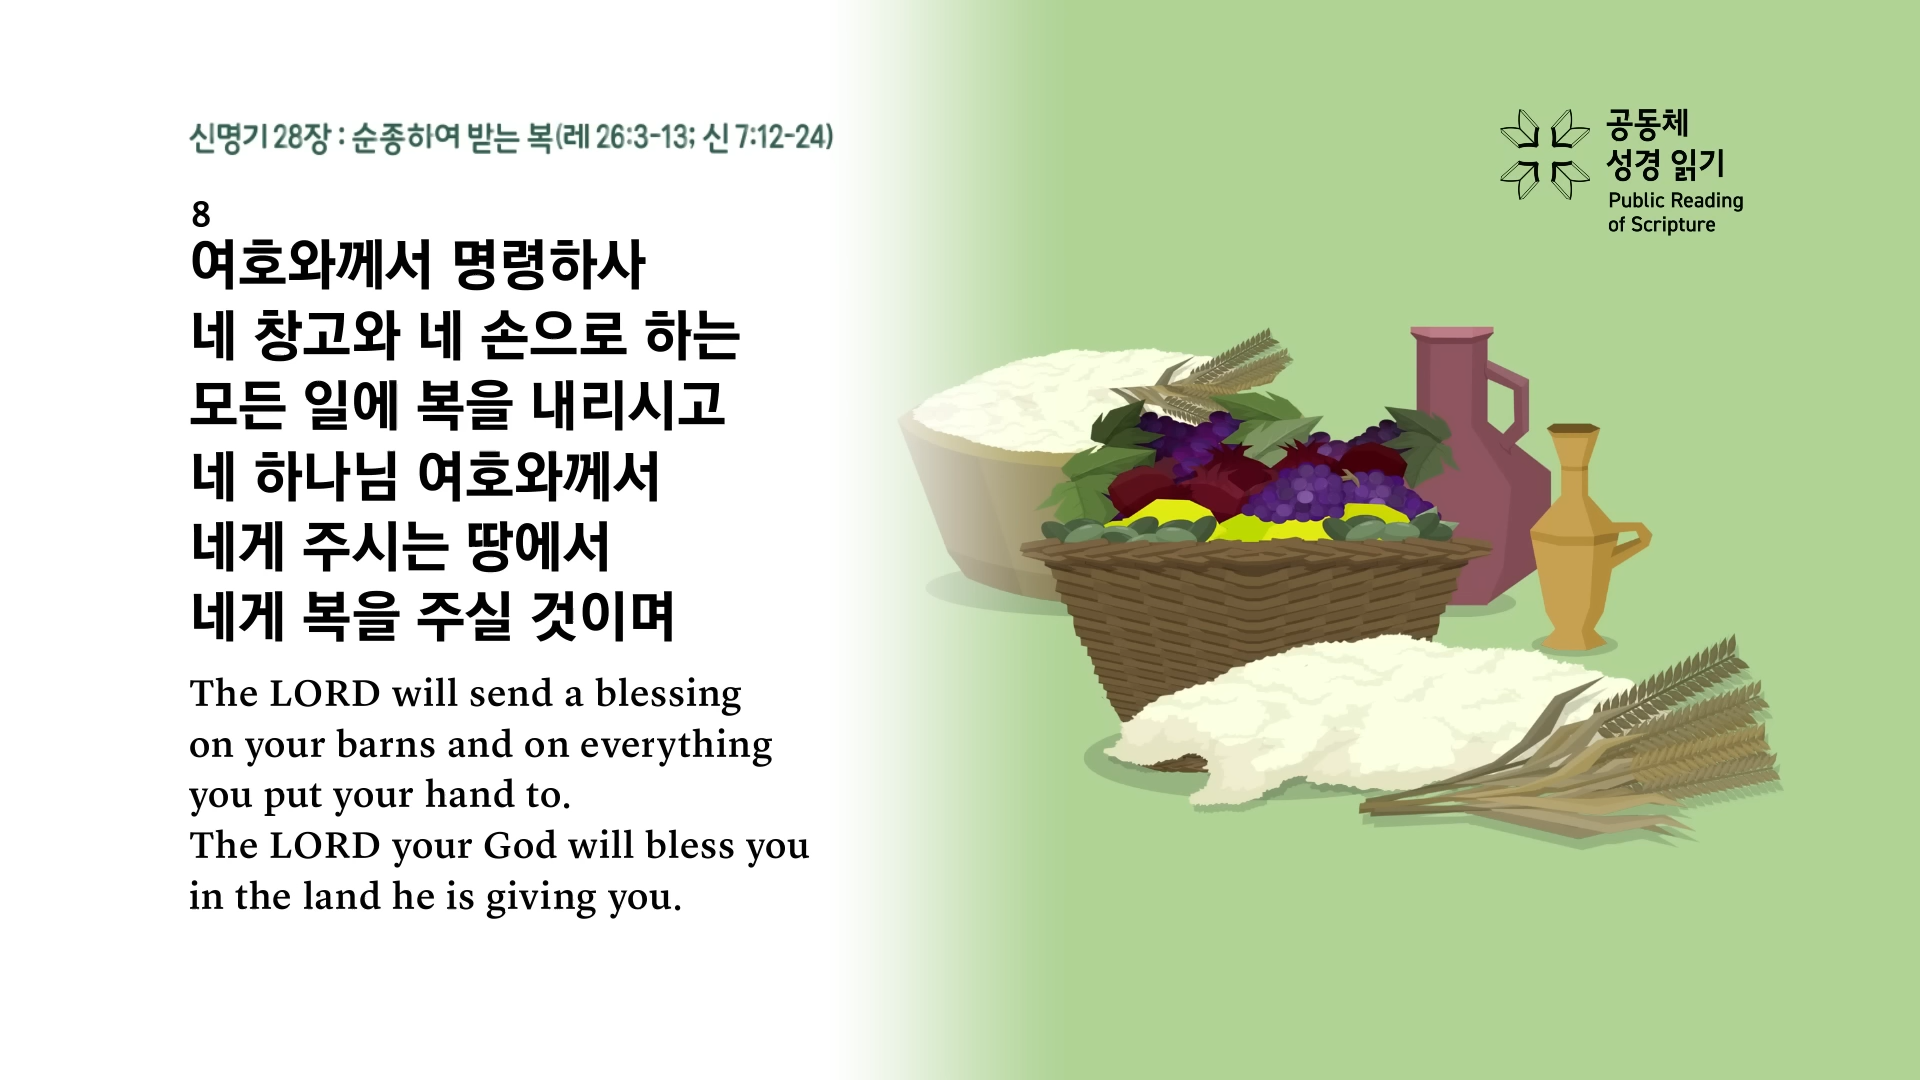 신명기 28장 : 순종하여 받는 복(레 26:3-13; 신 7:12-24)
8
여호와께서 명령하사
네 창고와 네 손으로 하는
모든 일에 복을 내리시고
네 하나님 여호와께서
네게 주시는 땅에서
네게 복을 주실 것이며
The LORD will send a blessing
on your barns and on everything
you put your hand to.
The LORD your God will bless you
in the land he is giving you.
공동체
성경 읽기
Public Reading
of Scripture